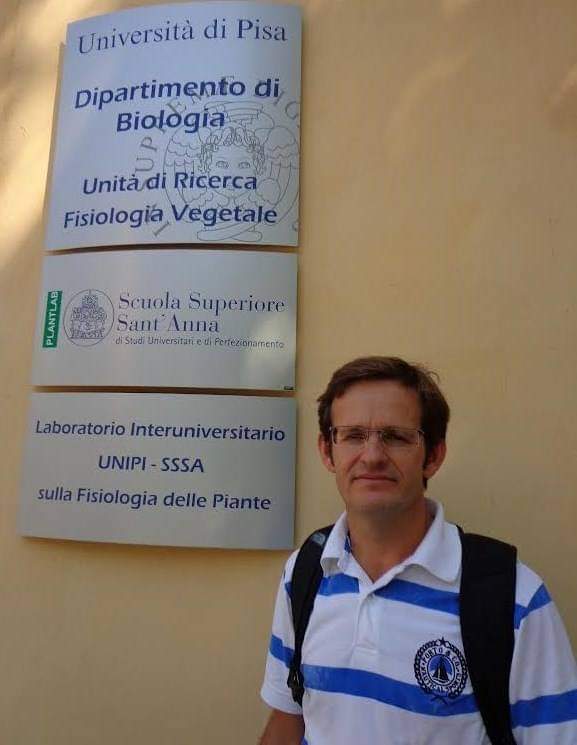 Università di Pisa
Dipartimento di
Biologia
Unità di Ricerca
Fisiologia Vegetale
PLANTLAB
Scuola Superiore
Sant'Anna
di Studi Universitari e di Perfezionamento
Laboratorio Interuniversitario
UNIPI - SSSA
sulla Fisiologia delle Piante